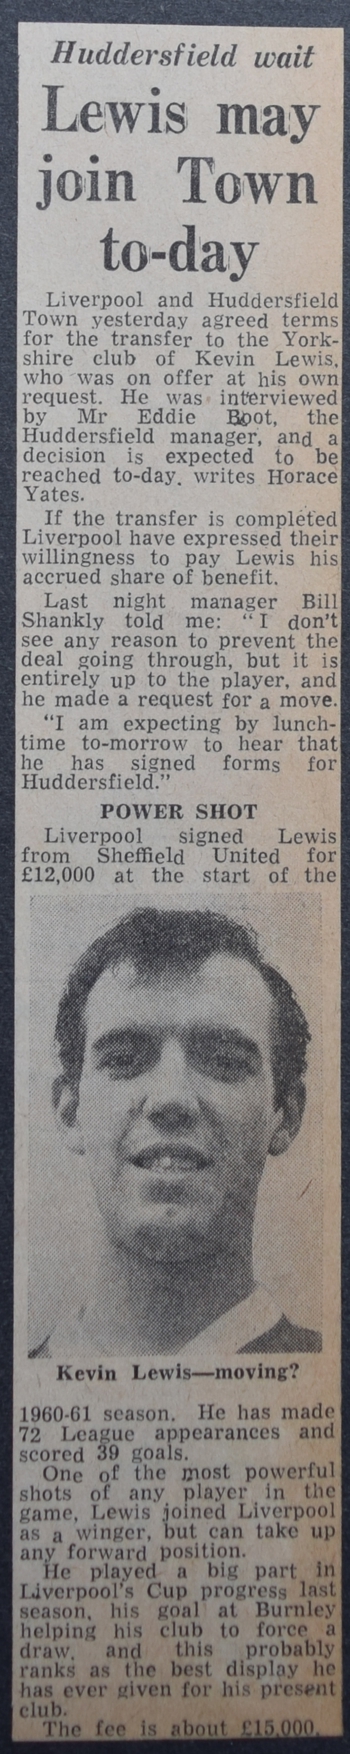 Huddersfield wait
Lewis may
join Town
to-day
Liverpool and Huddersfield
Town yesterday agreed terms
for the transfer to the York-
shire club of Kevin Lewis,
who was on offer at his own
request. He was interviewed
by Mr Eddie Boot, the
Huddersfield manager, and a
decision is expected to be
reached to-day, writes Horace
Yates.
If the transfer is completed
Liverpool have expressed their
willingness to pay Lewis his
accrued share of benefit.
Last night manager Bill
Shankly told me: "I don't
see any reason to prevent the
deal going through, but it is
entirely up to the player, and
he made a request for a move.
"I am expecting by lunch-
time to-morrow to hear that
he has signed forms for
Huddersfield."
POWER SHOT
Liverpool signed Lewis
from Sheffield United for
£12,000 at the start of the
Kevin Lewis—moving?
1960-61 season. He has made
72 League appearances and
scored 39 goals.
One of the most powerful
shots of any player in the
game, Lewis joined Liverpool
as a winger, but can take up
any forward position.
He played a big part in
Liverpool's Cup progress last
season, his goal at Burnley
helping his club to force a
draw, and this probably
ranks as the best display he
has ever given for his present
club.
The fee is about £15,000.